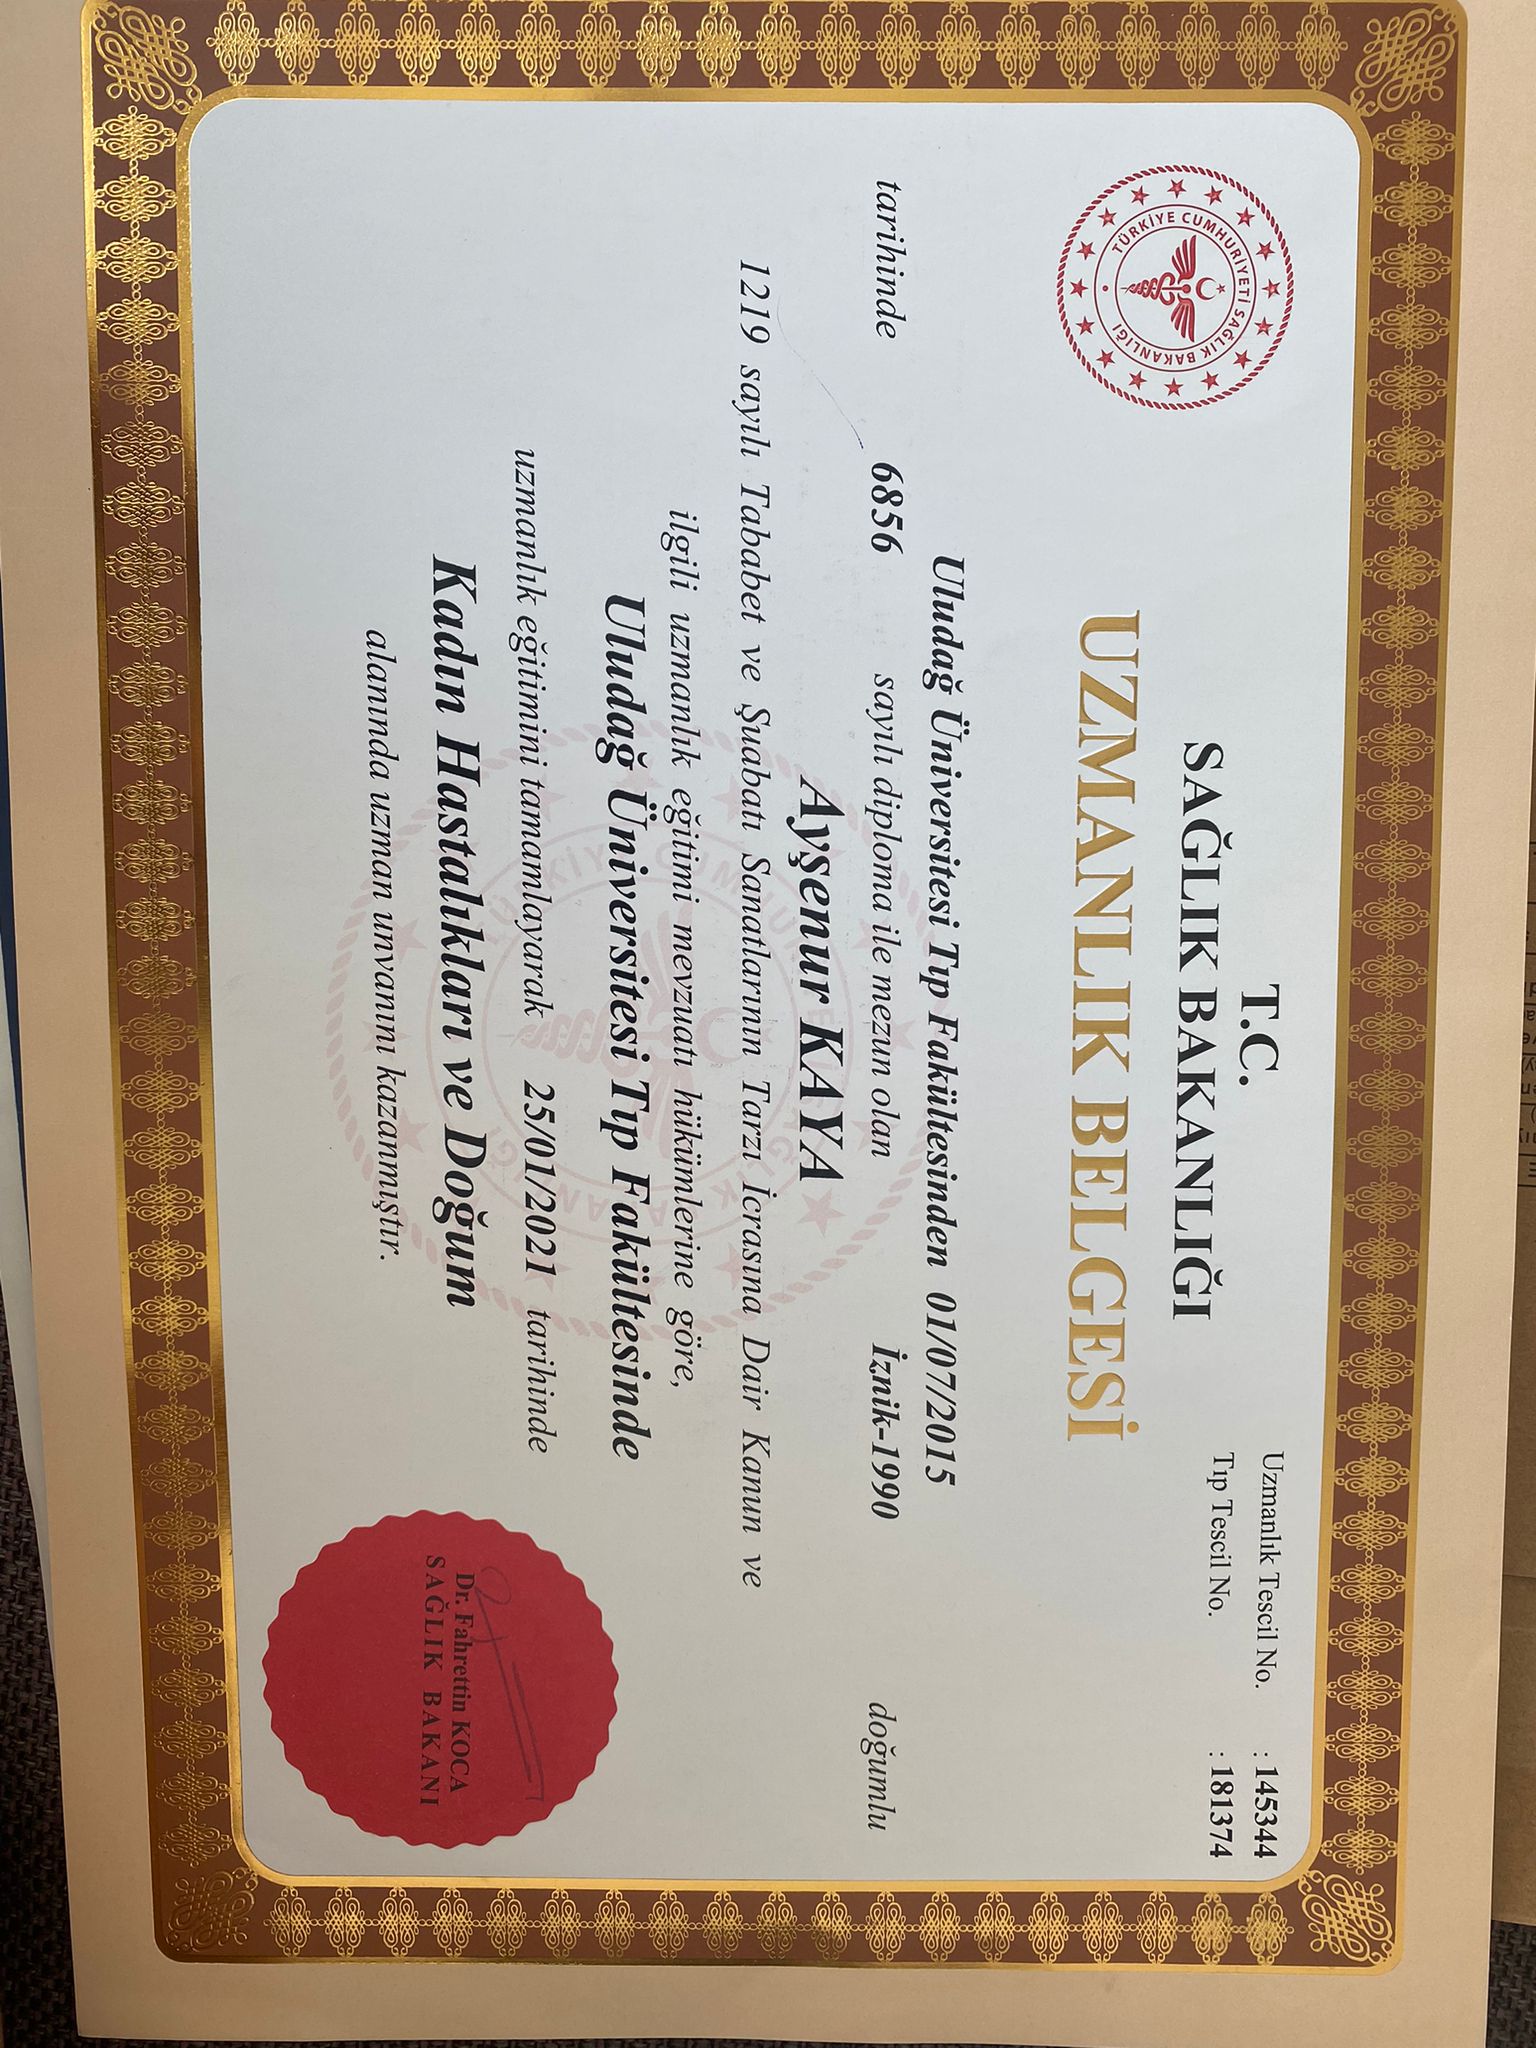 TÜRKİYE CUMHURİYETİ SAĞLIK BAKANLIĞI
T.C.
SAĞLIK BAKANLIĞI
UZMANLIK BELGESİ
Uzmanlık Tescil No. : 145344
Tıp Tescil No. : 181374
Uludağ Üniversitesi Tıp Fakültesinden 01/07/2015
tarihinde 6856 sayılı diploma ile mezun olan İznik-1990 doğumlu
Ayşenur KAYA
1219 sayılı Tababet ve Şuabatı Sanatlarının Tarzı İcrasına Dair Kanun ve
ilgili uzmanlık eğitimi mevzuatı hükümlerine göre,
Uludağ Üniversitesi Tıp Fakültesinde
uzmanlık eğitimini tamamlayarak 25/01/2021 tarihinde
Kadın Hastalıkları ve Doğum
alanında uzman unvanını kazanmıştır.
Dr. Fahrettin KOCA
SAĞLIK BAKANI